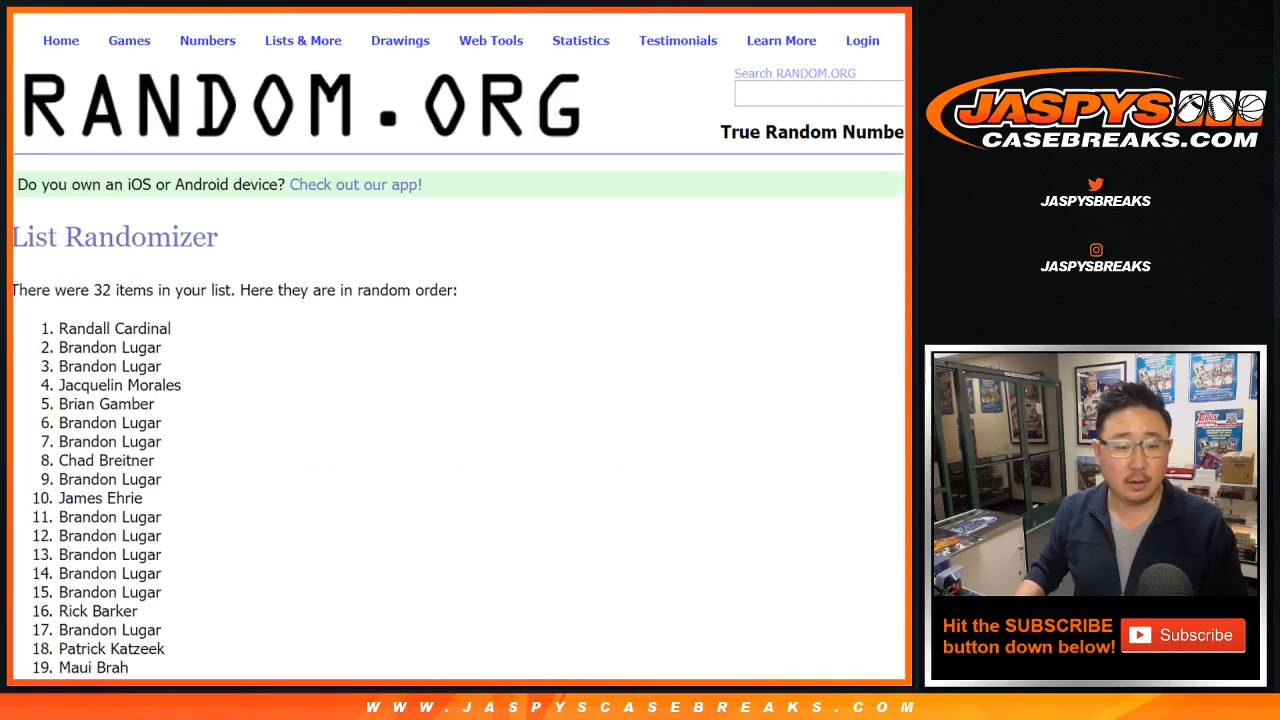 Home Games Numbers Lists & More Drawings Web Tools Statistics Testimonials Learn More Login
RANDOM.ORG
Search RANDOM.ORG
True Random Numbe
Do you own an iOS or Android device? Check out our app!
List Randomizer
There were 32 items in your list. Here they are in random order:
1. Randall Cardinal
2. Brandon Lugar
3. Brandon Lugar
4. Jacquelin Morales
5. Brian Gamber
6. Brandon Lugar
7. Brandon Lugar
8. Chad Breitner
9. Brandon Lugar
10. James Ehrie
11. Brandon Lugar
12. Brandon Lugar
13. Brandon Lugar
14. Brandon Lugar
15. Brandon Lugar
16. Rick Barker
17. Brandon Lugar
18. Patrick Katzeek
19. Maui Brah
JASPYS
CASEBREAKS.COM
JASPYSBREAKS
JASPYSBREAKS
Hit the SUBSCRIBE
button down below!
Subscribe
WWW.JASPYSCASEBREAKS.COM